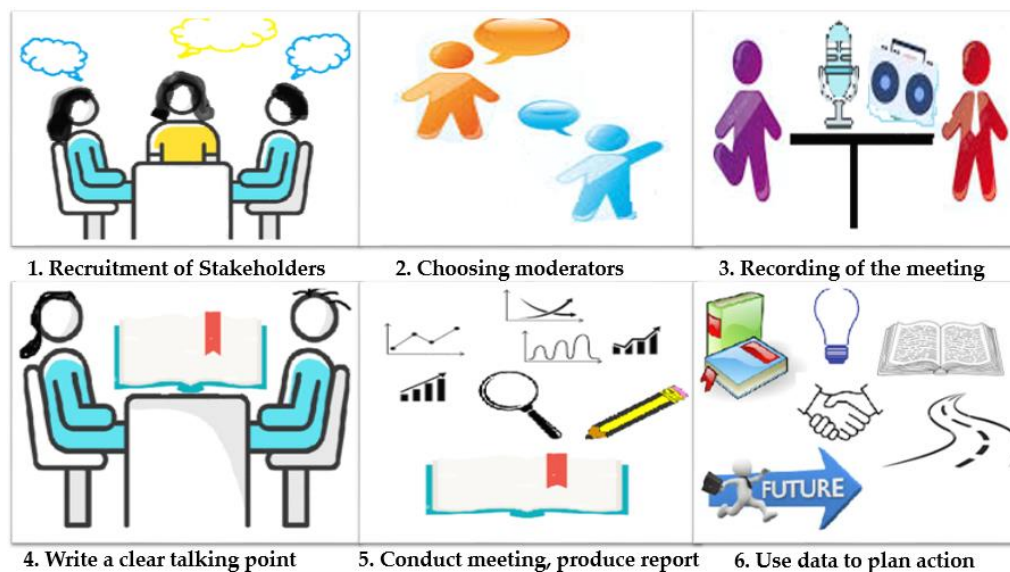 1. Recruitment of Stakeholders
2. Choosing moderators
3. Recording of the meeting
4. Write a clear talking point
5. Conduct meeting, produce report
FUTURE
6. Use data to plan action